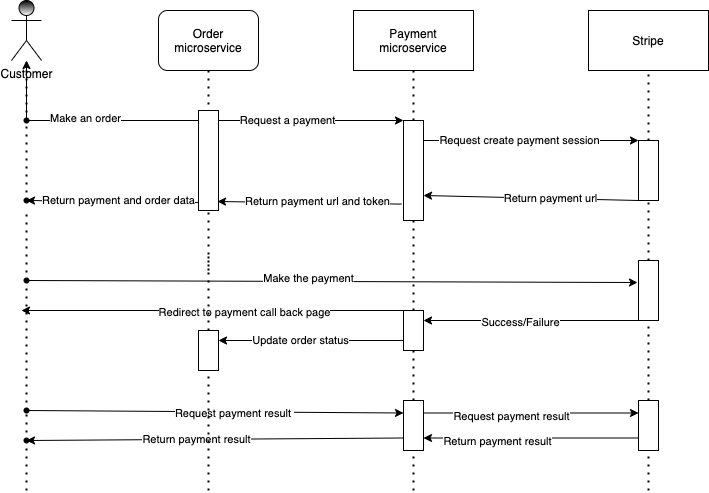 Order
microservice
Payment
microservice
Stripe
Customer
Make an order
Request a payment
Request create payment session
Return payment and order data
Return payment url and token
Return payment url
Make the payment
Redirect to payment call back page
Success/Failure
Update order status
Request payment result
Request payment result
Return payment result
Return payment result